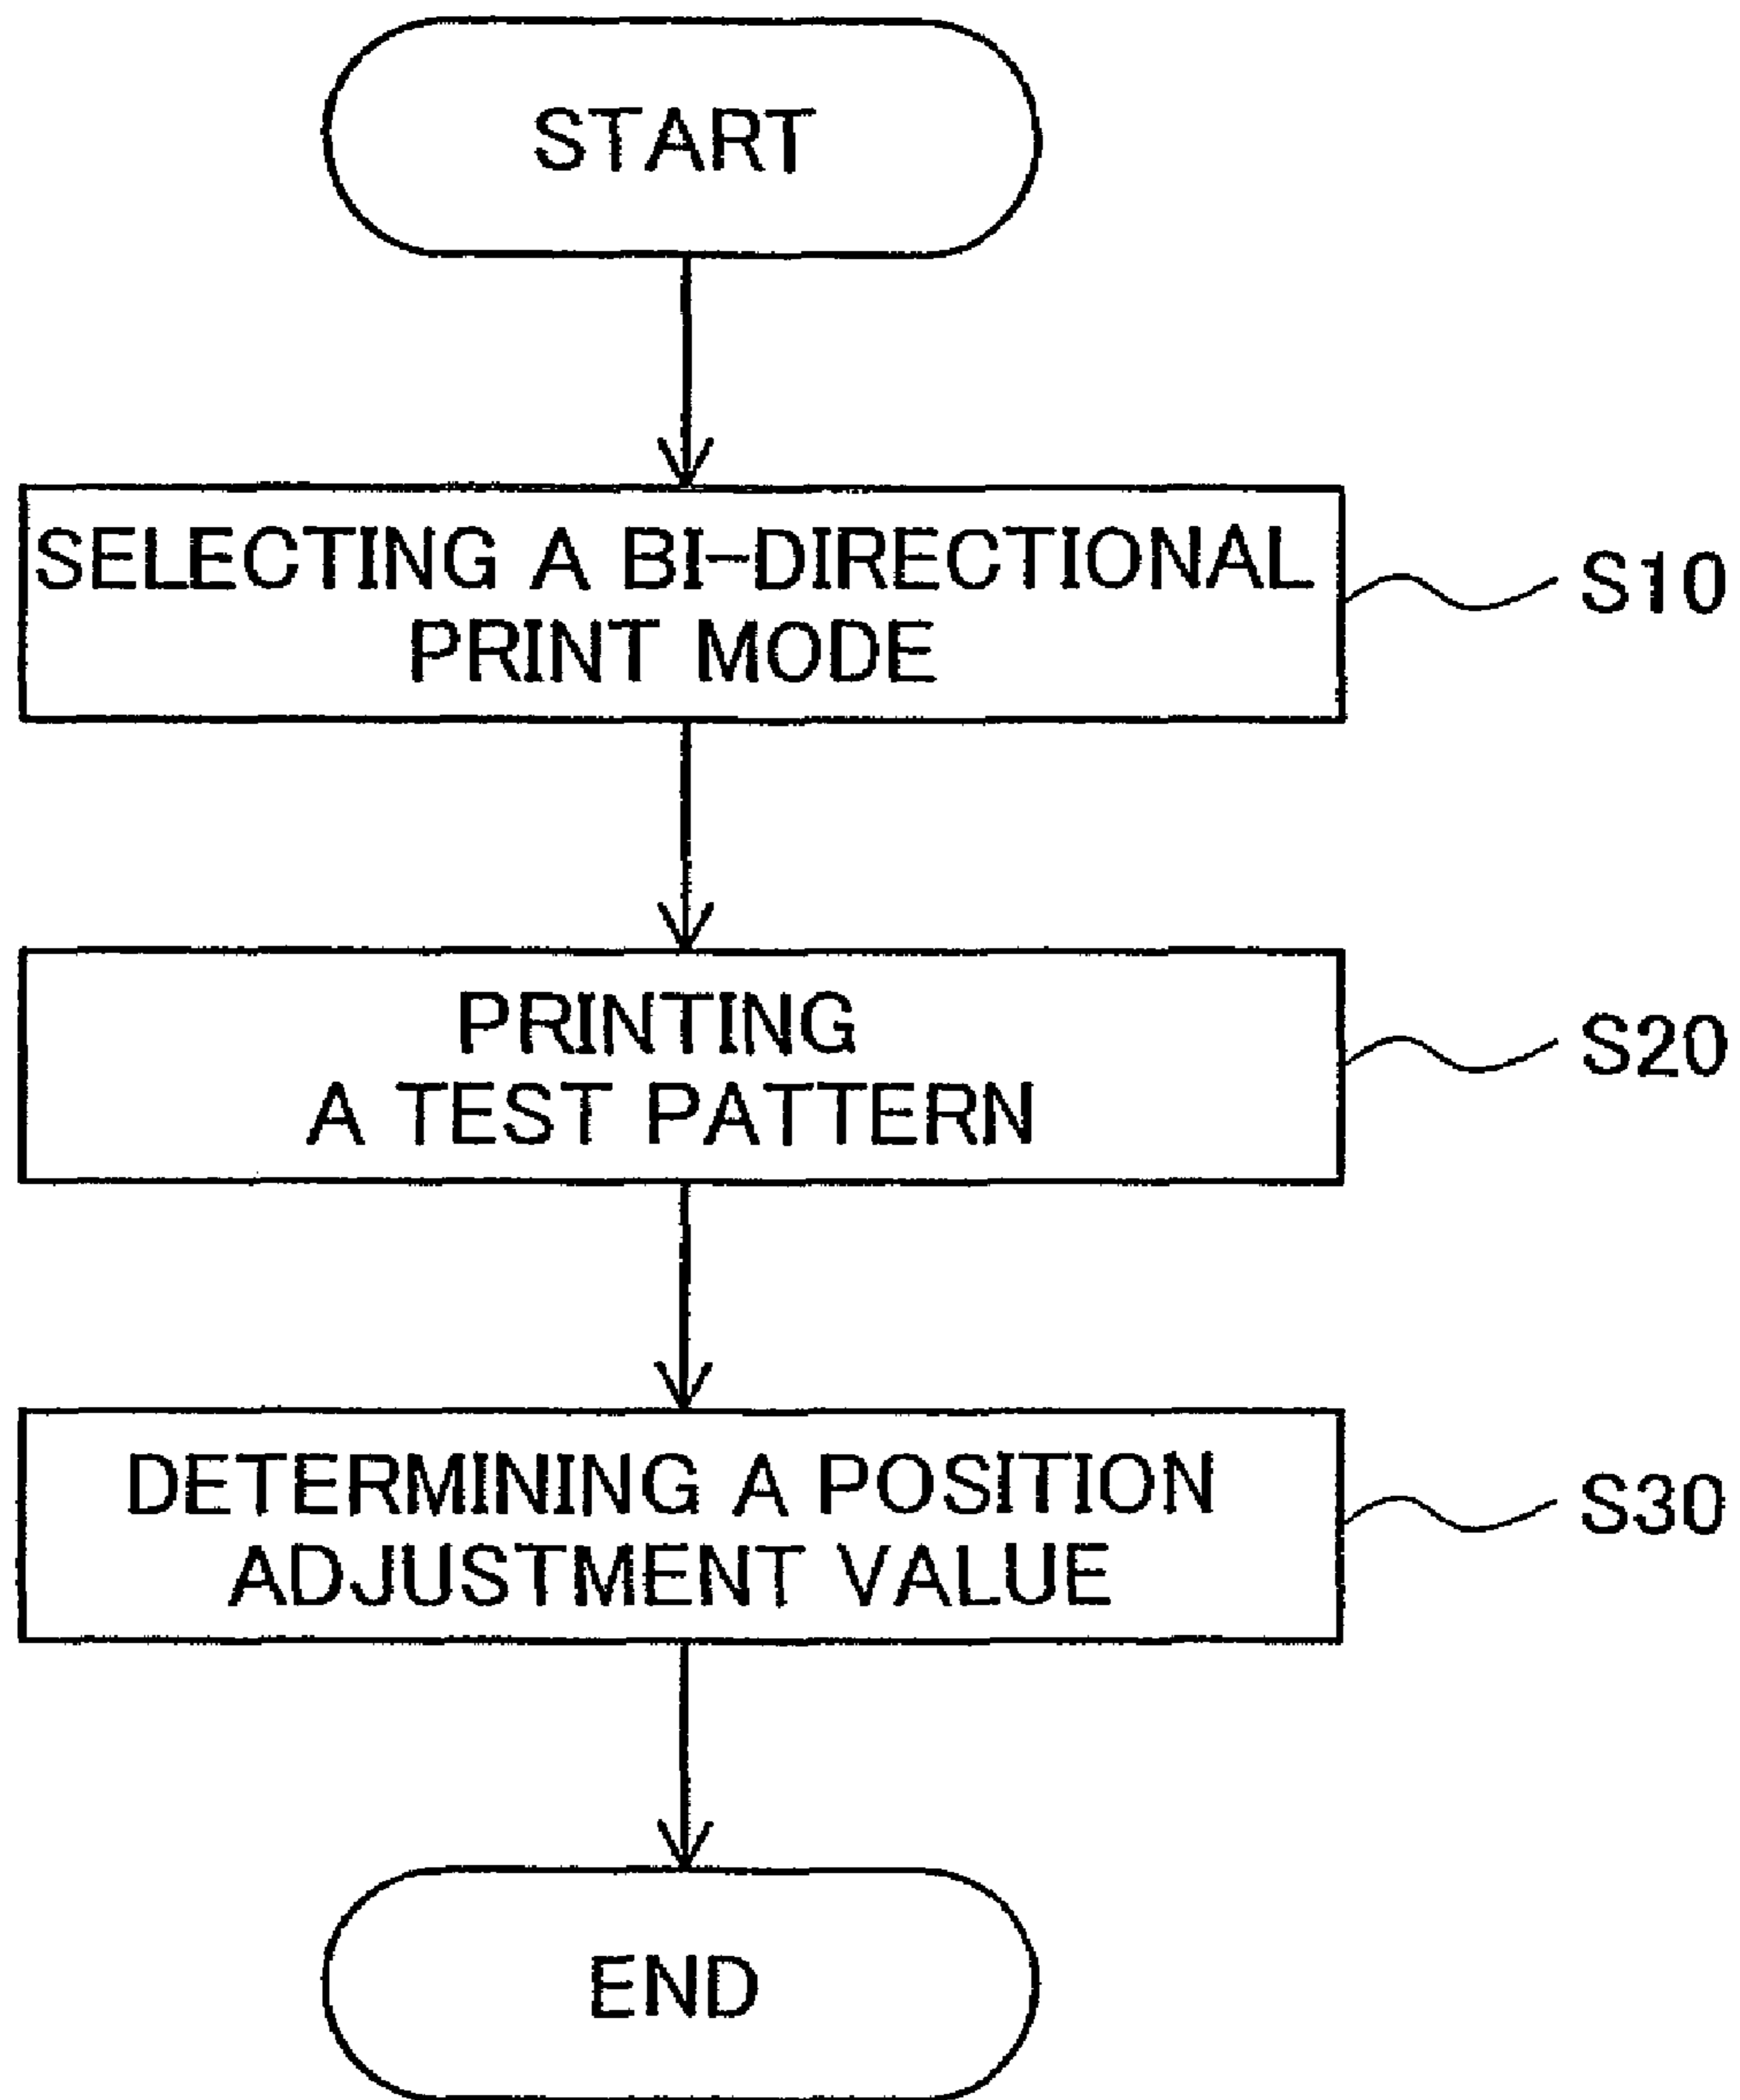 START
SELECTING A BI-DIRECTIONAL
PRINT MODE
S10
PRINTING
A TEST PATTERN
S20
DETERMINING A POSITION
ADJUSTMENT VALUE
S30
END